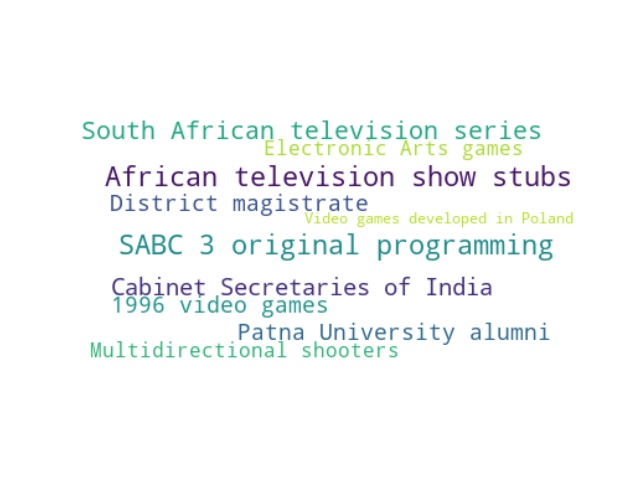 South African television series
Electronic Arts games
African television show stubs
District magistrate
Video games developed in Poland
SABC 3 original programming
Cabinet Secretaries of India
1996 video games
Patna University alumni
Multidirectional shooters